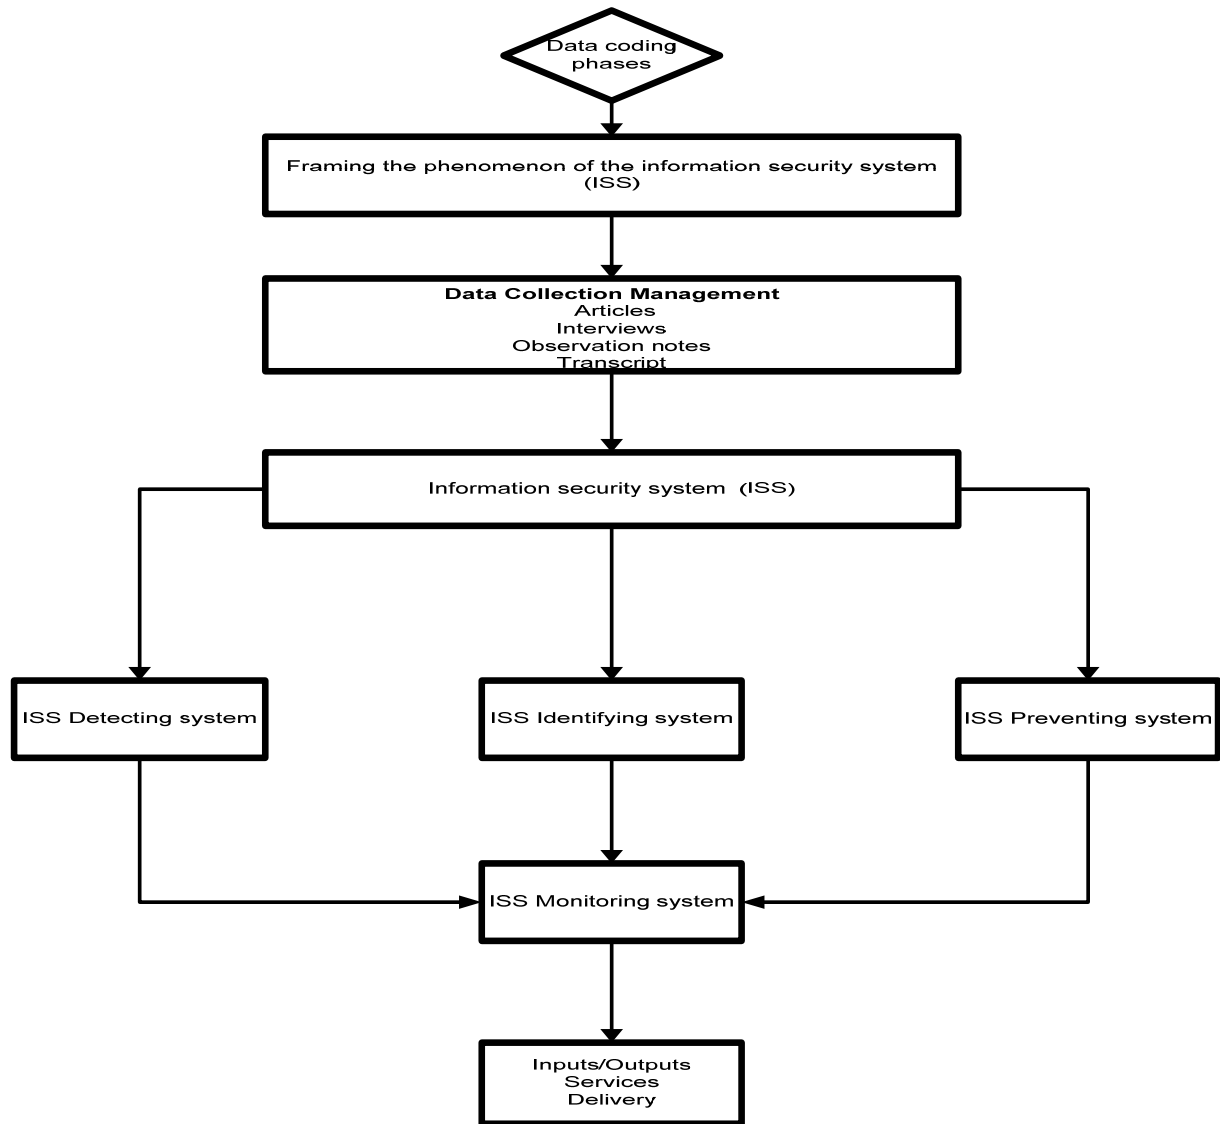 Data coding
phases
Framing the phenomenon of the information security system
(ISS)
Data Collection Management
Articles
Interviews
Observation notes
Transcript
Information security system  (ISS)
ISS Detecting system
ISS Identifying system
ISS Preventing system
ISS Monitoring system
Inputs/Outputs
Services
Delivery